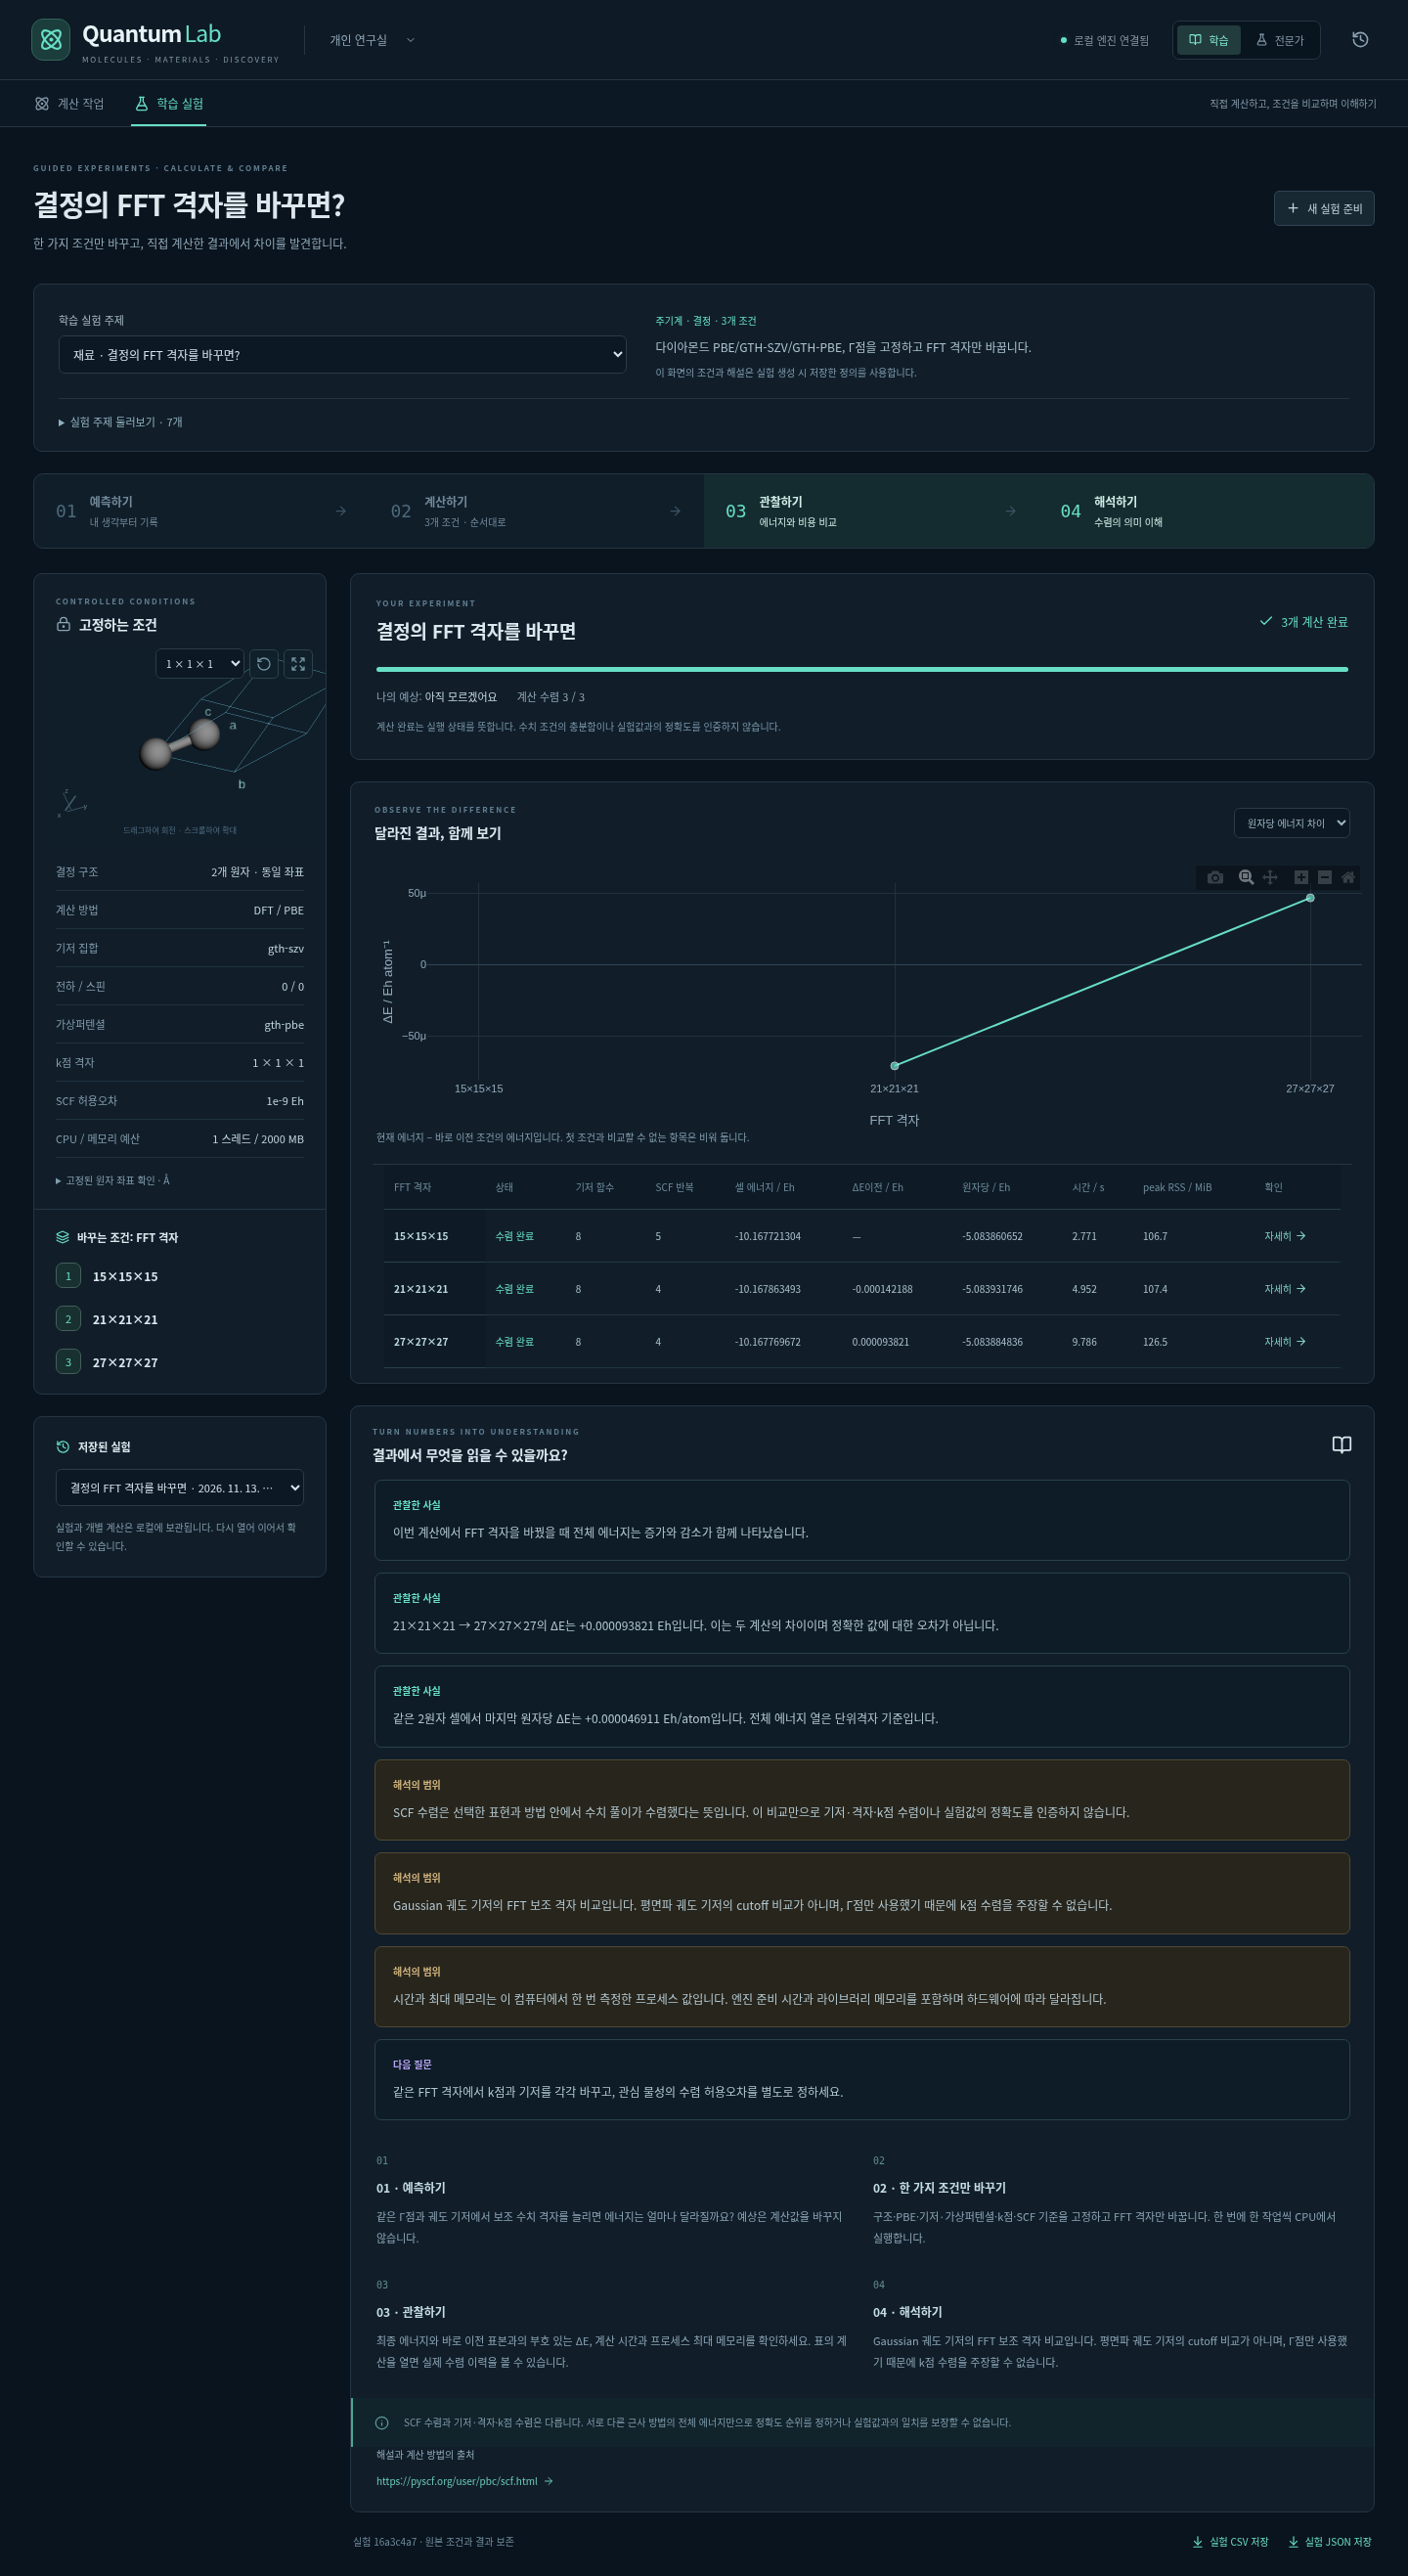 QuantumLab
MOLECULES · MATERIALS · DISCOVERY
개인 연구실
로컬 엔진 연결됨
학습
전문가
계산 작업
학습 실험
직접 계산하고, 조건을 비교하며 이해하기
GUIDED EXPERIMENTS · CALCULATE & COMPARE
결정의 FFT 격자를 바꾸면?
한 가지 조건만 바꾸고, 직접 계산한 결과에서 차이를 발견합니다.
새 실험 준비
학습 실험 주제
재료 · 결정의 FFT 격자를 바꾸면?
주기계 · 결정 · 3개 조건
다이아몬드 PBE/GTH-SZV/GTH-PBE, Γ점을 고정하고 FFT 격자만 바꿉니다.
이 화면의 조건과 해설은 실험 생성 시 저장한 정의를 사용합니다.
실험 주제 둘러보기 · 7개
01 예측하기
내 생각부터 기록
02 계산하기
3개 조건 · 순서대로
03 관찰하기
에너지와 비용 비교
04 해석하기
수렴의 의미 이해
CONTROLLED CONDITIONS
고정하는 조건
1 × 1 × 1
c
a
b
z
y
x
드래그하여 회전 · 스크롤하여 확대
결정 구조 2개 원자 · 동일 좌표
계산 방법 DFT / PBE
기저 집합 gth-szv
전하 / 스핀 0 / 0
가상퍼텐셜 gth-pbe
k점 격자 1 × 1 × 1
SCF 허용오차 1e-9 Eh
CPU / 메모리 예산 1 스레드 / 2000 MB
고정된 원자 좌표 확인 · Å
바꾸는 조건: FFT 격자
1 15×15×15
2 21×21×21
3 27×27×27
저장된 실험
결정의 FFT 격자를 바꾸면 · 2026. 11. 13. ...
실험과 개별 계산은 로컬에 보관됩니다. 다시 열어 이어서 확
인할 수 있습니다.
YOUR EXPERIMENT
결정의 FFT 격자를 바꾸면
3개 계산 완료
나의 예상: 아직 모르겠어요 계산 수렴 3 / 3
계산 완료는 실행 상태를 뜻합니다. 수치 조건의 충분함이나 실험값과의 정확도를 인증하지 않습니다.
OBSERVE THE DIFFERENCE
달라진 결과, 함께 보기
원자당 에너지 차이
50μ
0
−50μ
ΔE / Eh atom⁻¹
15×15×15
21×21×21
27×27×27
FFT 격자
현재 에너지 − 바로 이전 조건의 에너지입니다. 첫 조건과 비교할 수 없는 항목은 비워 둡니다.
FFT 격자 상태 기저 함수 SCF 반복 셀 에너지 / Eh ΔE이전 / Eh 원자당 / Eh 시간 / s peak RSS / MiB 확인
15×15×15 수렴 완료 8 5 -10.167721304 — -5.083860652 2.771 106.7 자세히
21×21×21 수렴 완료 8 4 -10.167863493 -0.000142188 -5.083931746 4.952 107.4 자세히
27×27×27 수렴 완료 8 4 -10.167769672 0.000093821 -5.083884836 9.786 126.5 자세히
TURN NUMBERS INTO UNDERSTANDING
결과에서 무엇을 읽을 수 있을까요?
관찰한 사실
이번 계산에서 FFT 격자을 바꿨을 때 전체 에너지는 증가와 감소가 함께 나타났습니다.
관찰한 사실
21×21×21 → 27×27×27의 ΔE는 +0.000093821 Eh입니다. 이는 두 계산의 차이이며 정확한 값에 대한 오차가 아닙니다.
관찰한 사실
같은 2원자 셀에서 마지막 원자당 ΔE는 +0.000046911 Eh/atom입니다. 전체 에너지 열은 단위격자 기준입니다.
해석의 범위
SCF 수렴은 선택한 표현과 방법 안에서 수치 풀이가 수렴했다는 뜻입니다. 이 비교만으로 기저·격자·k점 수렴이나 실험값의 정확도를 인증하지 않습니다.
해석의 범위
Gaussian 궤도 기저의 FFT 보조 격자 비교입니다. 평면파 궤도 기저의 cutoff 비교가 아니며, Γ점만 사용했기 때문에 k점 수렴을 주장할 수 없습니다.
해석의 범위
시간과 최대 메모리는 이 컴퓨터에서 한 번 측정한 프로세스 값입니다. 엔진 준비 시간과 라이브러리 메모리를 포함하며 하드웨어에 따라 달라집니다.
다음 질문
같은 FFT 격자에서 k점과 기저를 각각 바꾸고, 관심 물성의 수렴 허용오차를 별도로 정하세요.
01
01 · 예측하기
같은 Γ점과 궤도 기저에서 보조 수치 격자를 늘리면 에너지는 얼마나 달라질까요? 예상은 계산값을 바꾸지
않습니다.
02
02 · 한 가지 조건만 바꾸기
구조·PBE·기저·가상퍼텐셜·k점·SCF 기준을 고정하고 FFT 격자만 바꿉니다. 한 번에 한 작업씩 CPU에서
실행합니다.
03
03 · 관찰하기
최종 에너지와 바로 이전 표본과의 부호 있는 ΔE, 계산 시간과 프로세스 최대 메모리를 확인하세요. 표의 계
산을 열면 실제 수렴 이력을 볼 수 있습니다.
04
04 · 해석하기
Gaussian 궤도 기저의 FFT 보조 격자 비교입니다. 평면파 궤도 기저의 cutoff 비교가 아니며, Γ점만 사용했
기 때문에 k점 수렴을 주장할 수 없습니다.
SCF 수렴과 기저·격자·k점 수렴은 다릅니다. 서로 다른 근사 방법의 전체 에너지만으로 정확도 순위를 정하거나 실험값과의 일치를 보장할 수 없습니다.
해설과 계산 방법의 출처
https://pyscf.org/user/pbc/scf.html
실험 16a3c4a7 · 원본 조건과 결과 보존
실험 CSV 저장
실험 JSON 저장